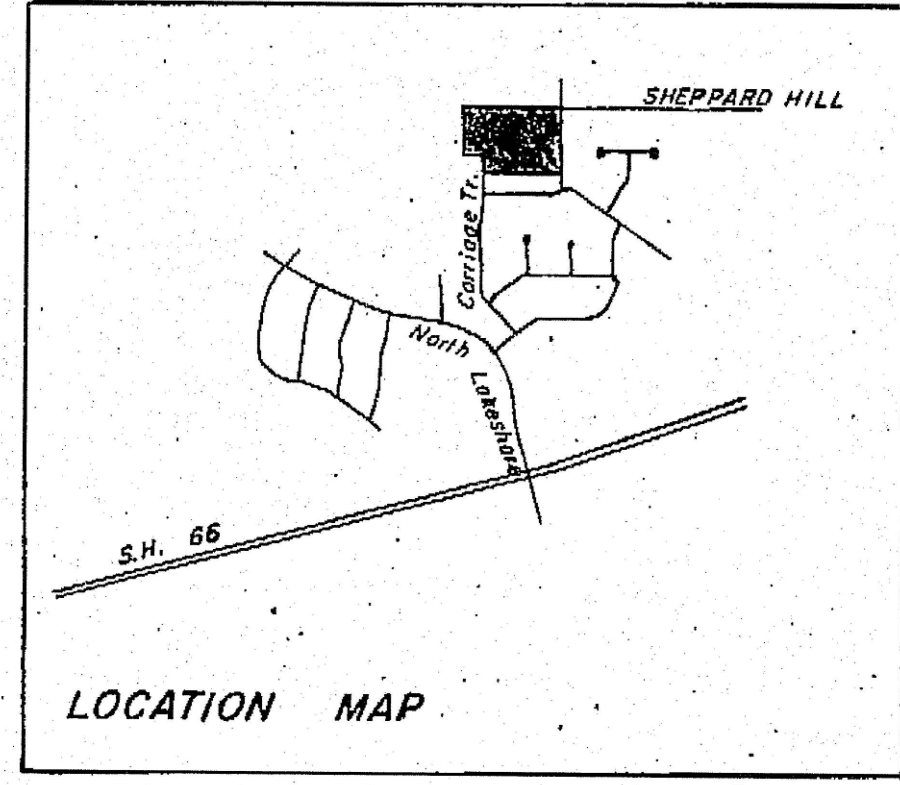 SHEPPARD HILL
Carriage Tr.
North
Lakeshore
S.H. 66
LOCATION MAP